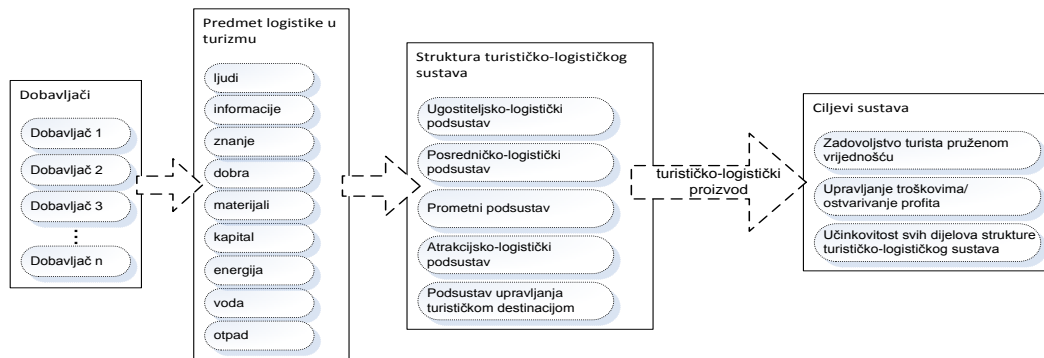 Dobavljači
Dobavljač 1
Dobavljač 2
Dobavljač 3
Dobavljač n
Predmet logistike u
turizmu
ljudi
informacije
znanje
dobra
materijali
kapital
energija
voda
otpad
Struktura turističko-logističkog
sustava
Ugostiteljsko-logistički
podsustav
Posredničko-logistički
podsustav
Prometni podsustav
Atrakcijsko-logistički
podsustav
Podsustav upravljanja
turističkom destinacijom
turističko-logistički
proizvod
Ciljevi sustava
Zadovoljstvo turista pruženom
vrijednošću
Upravljanje troškovima/
ostvarivanje profita
Učinkovitost svih dijelova strukture
turističko-logističkog sustava